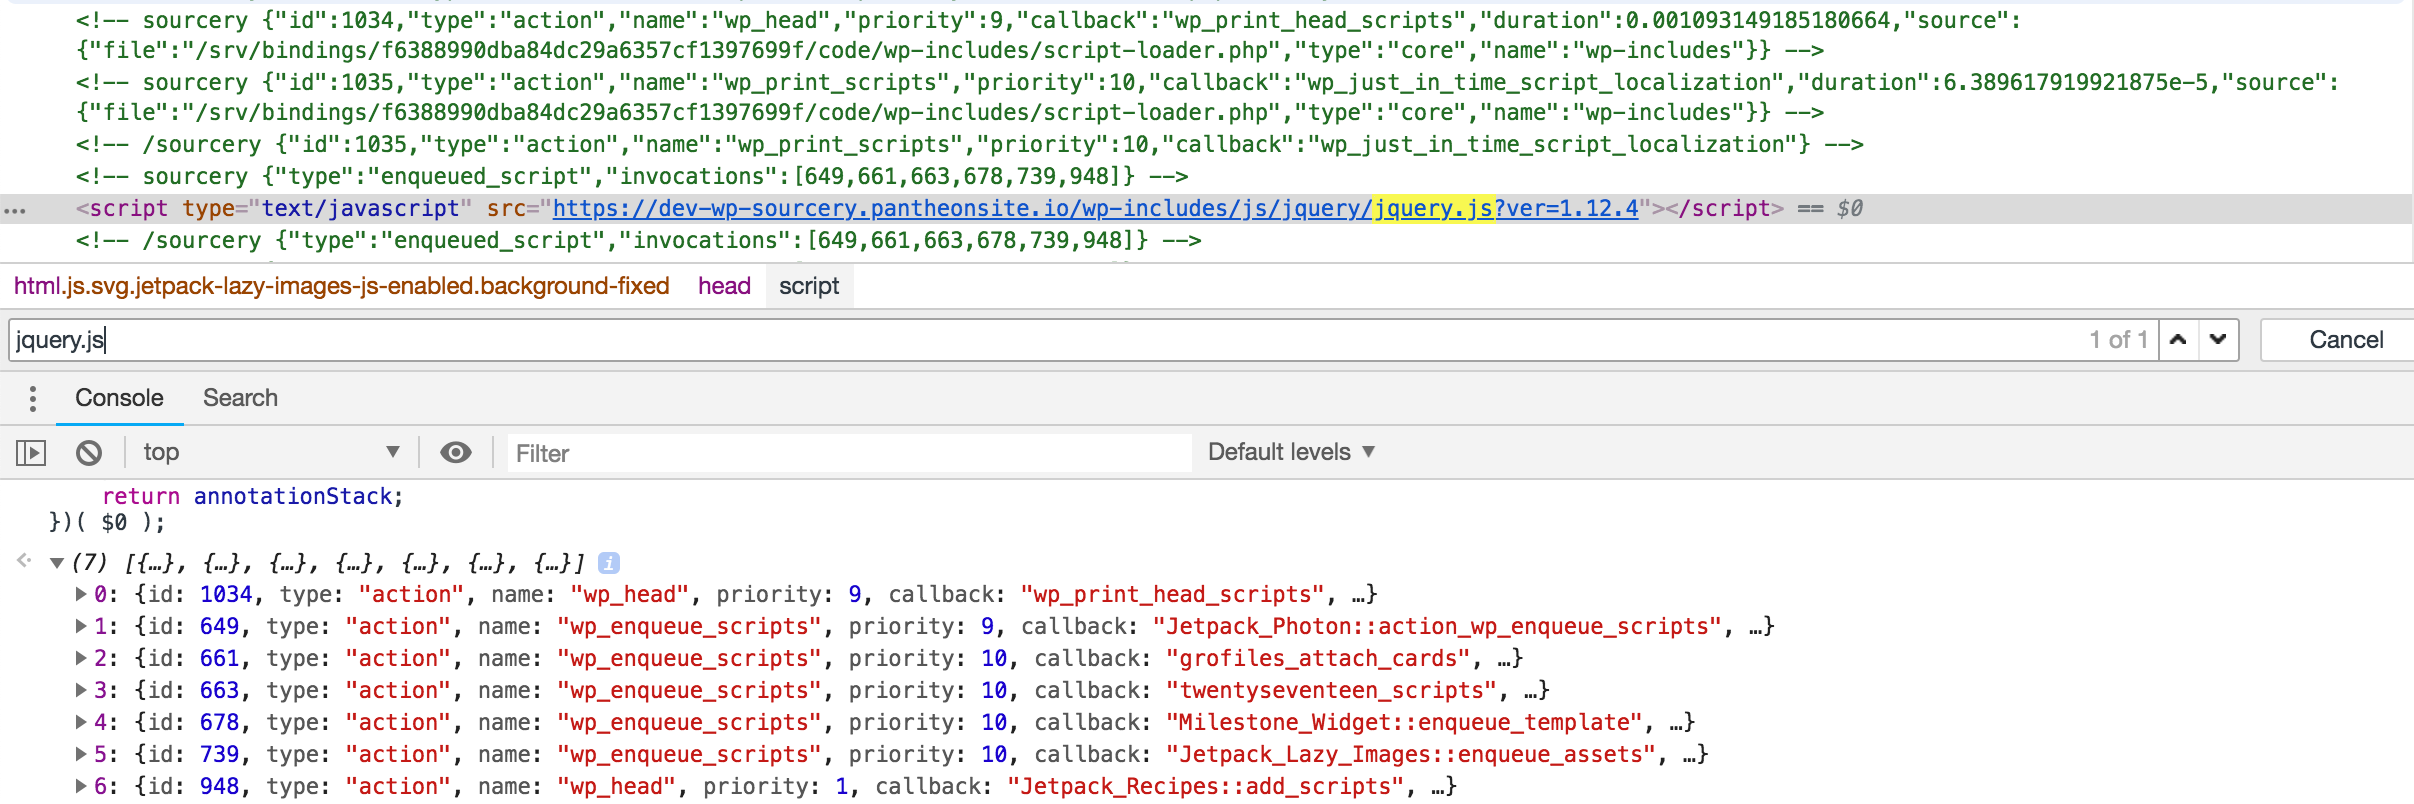 <!-- sourcery {"id":1034,"type":"action","name":"wp_head","priority":9,"callback":"wp_print_head_scripts","duration":0.001093149185180664,"source":
{"file":"/srv/bindings/f6388990dba84dc29a6357cf1397699f/code/wp-includes/script-loader.php","type":"core","name":"wp-includes"}} -->
<!-- sourcery {"id":1035,"type":"action","name":"wp_print_scripts","priority":10,"callback":"wp_just_in_time_script_localization","duration":6.389617919921875e-5,"source":
{"file":"/srv/bindings/f6388990dba84dc29a6357cf1397699f/code/wp-includes/script-loader.php","type":"core","name":"wp-includes"}} -->
<!-- /sourcery {"id":1035,"type":"action","name":"wp_print_scripts","priority":10,"callback":"wp_just_in_time_script_localization"} -->
<!-- sourcery {"type":"enqueued_script","invocations":[649,661,663,678,739,948]} -->
… <script type="text/javascript" src="https://dev-wp-sourcery.pantheonsite.io/wp-includes/js/jquery/jquery.js?ver=1.12.4"></script> == $0
<!-- /sourcery {"type":"enqueued_script","invocations":[649,661,663,678,739,948]} -->
html.js.svg.jetpack-lazy-images-js-enabled.background-fixed head script
jquery.js 1 of 1 Cancel
Console Search
top Filter Default levels
return annotationStack;
})( $0 );
(7) [{…}, {…}, {…}, {…}, {…}, {…}, {…}] i
0: {id: 1034, type: "action", name: "wp_head", priority: 9, callback: "wp_print_head_scripts", …}
1: {id: 649, type: "action", name: "wp_enqueue_scripts", priority: 9, callback: "Jetpack_Photon::action_wp_enqueue_scripts", …}
2: {id: 661, type: "action", name: "wp_enqueue_scripts", priority: 10, callback: "grofiles_attach_cards", …}
3: {id: 663, type: "action", name: "wp_enqueue_scripts", priority: 10, callback: "twentyseventeen_scripts", …}
4: {id: 678, type: "action", name: "wp_enqueue_scripts", priority: 10, callback: "Milestone_Widget::enqueue_template", …}
5: {id: 739, type: "action", name: "wp_enqueue_scripts", priority: 10, callback: "Jetpack_Lazy_Images::enqueue_assets", …}
6: {id: 948, type: "action", name: "wp_head", priority: 1, callback: "Jetpack_Recipes::add_scripts", …}